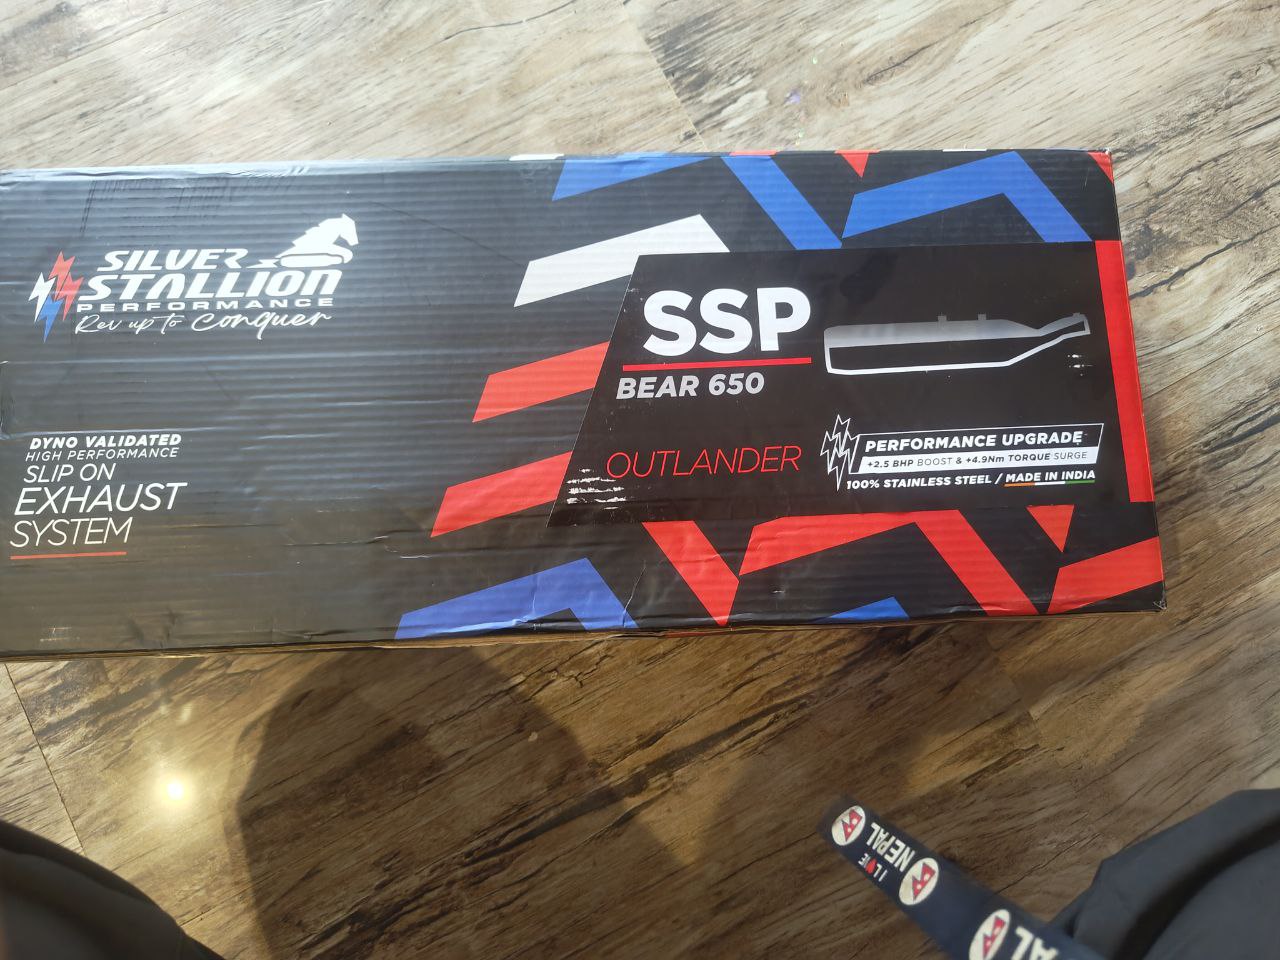 SILVER
STALLION
PERFORMANCE
Rev up to Conquer
DYNO VALIDATED
HIGH PERFORMANCE
SLIP ON
EXHAUST
SYSTEM
SSP
BEAR 650
OUTLANDER
PERFORMANCE UPGRADE
+2.5 BHP BOOST & +4.9Nm TORQUE SURGE
100% STAINLESS STEEL / MADE IN INDIA
I LOVE
NEPAL
PAL